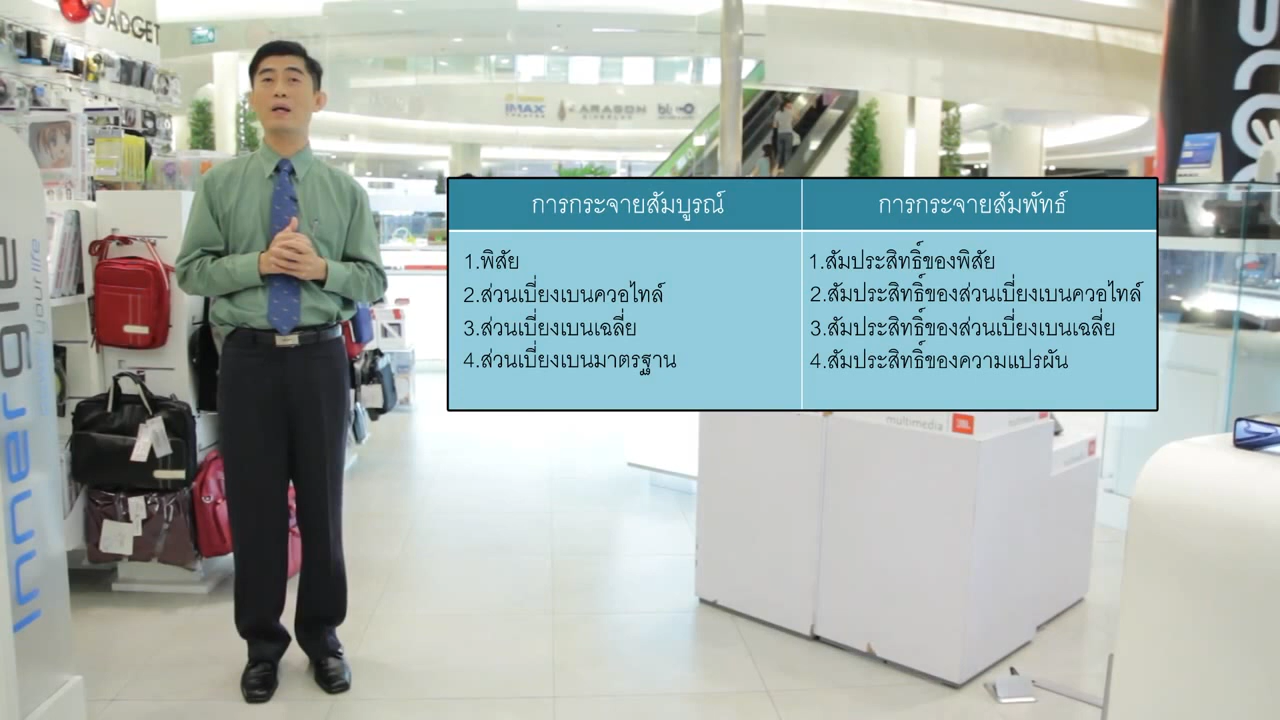 GADGET
IMAX
THEATRE
PARAGON
CINEPLEX
innergie
your life
การกระจายสัมบูรณ์
1.พิสัย
2.ส่วนเบี่ยงเบนควอไทล์
3.ส่วนเบี่ยงเบนเฉลี่ย
4.ส่วนเบี่ยงเบนมาตรฐาน
การกระจายสัมพัทธ์
1.สัมประสิทธิ์ของพิสัย
2.สัมประสิทธิ์ของส่วนเบี่ยงเบนควอไทล์
3.สัมประสิทธิ์ของส่วนเบี่ยงเบนเฉลี่ย
4.สัมประสิทธิ์ของความแปรผัน
multimedia
JBL